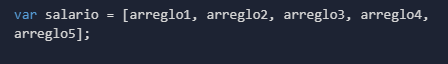 var salario = [arreglo1, arreglo2, arreglo3, arreglo4,
arreglo5];